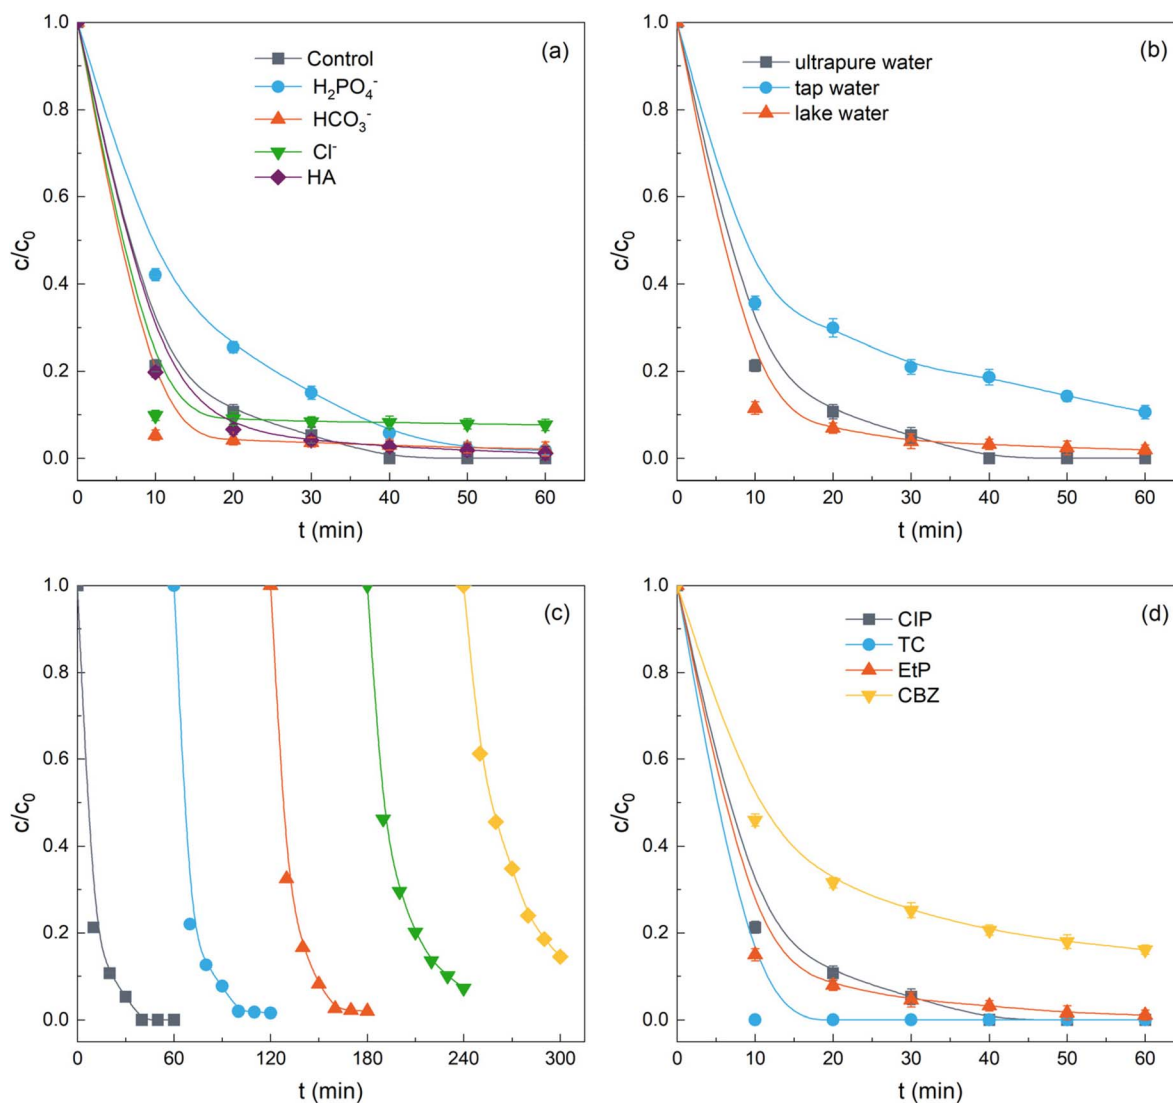 (a)
Control
H₂PO₄⁻
HCO₃⁻
Cl⁻
HA
1.0
0.8
0.6
0.4
0.2
0.0
c/c₀
0 10 20 30 40 50 60
t (min)
(b)
ultrapure water
tap water
lake water
1.0
0.8
0.6
0.4
0.2
0.0
c/c₀
0 10 20 30 40 50 60
t (min)
(c)
1.0
0.8
0.6
0.4
0.2
0.0
c/c₀
0 60 120 180 240 300
t (min)
(d)
CIP
TC
EtP
CBZ
1.0
0.8
0.6
0.4
0.2
0.0
c/c₀
0 10 20 30 40 50 60
t (min)